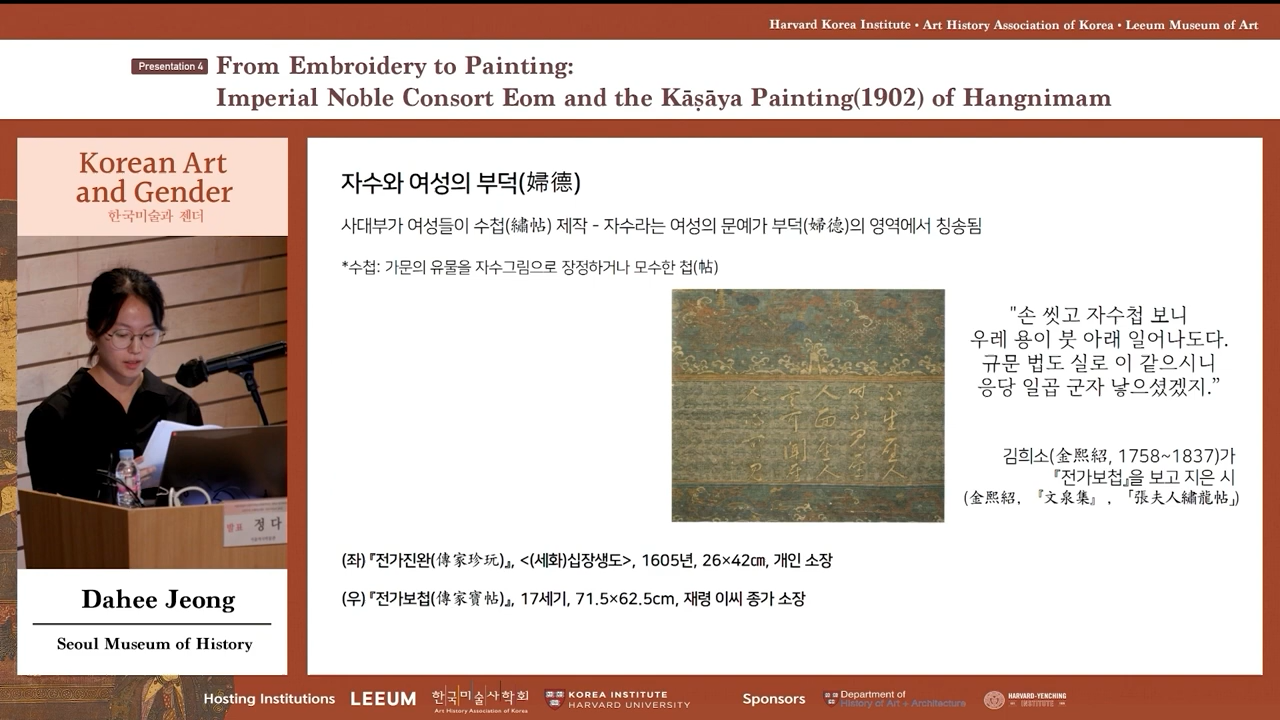 Harvard Korea Institute • Art History Association of Korea • Leeum Museum of Art
Presentation 4
From Embroidery to Painting:
Imperial Noble Consort Eom and the Kāṣāya Painting(1902) of Hangnimam
Korean Art
and Gender
한국미술과 젠더
발표 정다
Dahee Jeong
Seoul Museum of History
자수와 여성의 부덕(婦德)
사대부가 여성들이 수첩(繡帖) 제작 - 자수라는 여성의 문예가 부덕(婦德)의 영역에서 칭송됨
*수첩: 가문의 유물을 자수그림으로 장정하거나 모수한 첩(帖)
"손 씻고 자수첩 보니
우레 용이 붓 아래 일어나도다.
규문 법도 실로 이 같으시니
응당 일곱 군자 낳으셨겠지.”
김희소(金熙紹, 1758~1837)가
『전가보첩』을 보고 지은 시
(金熙紹, 『文泉集』, 「張夫人繡龍帖」)
(좌)『전가진완(傳家珍玩)』, <(세화)십장생도>, 1605년, 26×42㎝, 개인 소장
(우)『전가보첩(傳家寶帖)』, 17세기, 71.5×62.5cm, 재령 이씨 종가 소장
Hosting Institutions
LEEUM
한국미술사학회
Art History Association of Korea
KOREA INSTITUTE
HARVARD UNIVERSITY
Sponsors
Department of
History of Art + Architecture
HARVARD-YENCHING
INSTITUTE